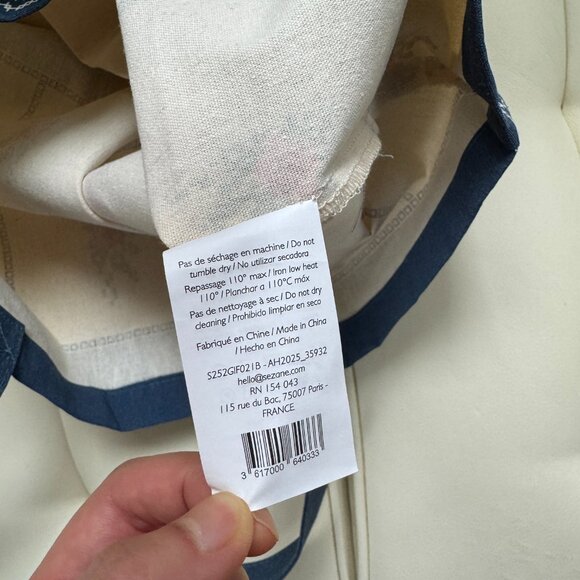 Pas de séchage en machine / Do not
tumble dry / No utilizar secadora
Repassage 110° max / Iron low heat
110° / Planchar a 110°C máx
Pas de nettoyage à sec / Do not dry
cleaning / Prohibido limpiar en seco
Fabriqué en Chine / Made in China
/ Hecho en China
S252GIF021B - AH2025_35932
hello@sezane.com
RN 154 043
115 rue du Bac, 75007 Paris -
FRANCE
3 617000 640333